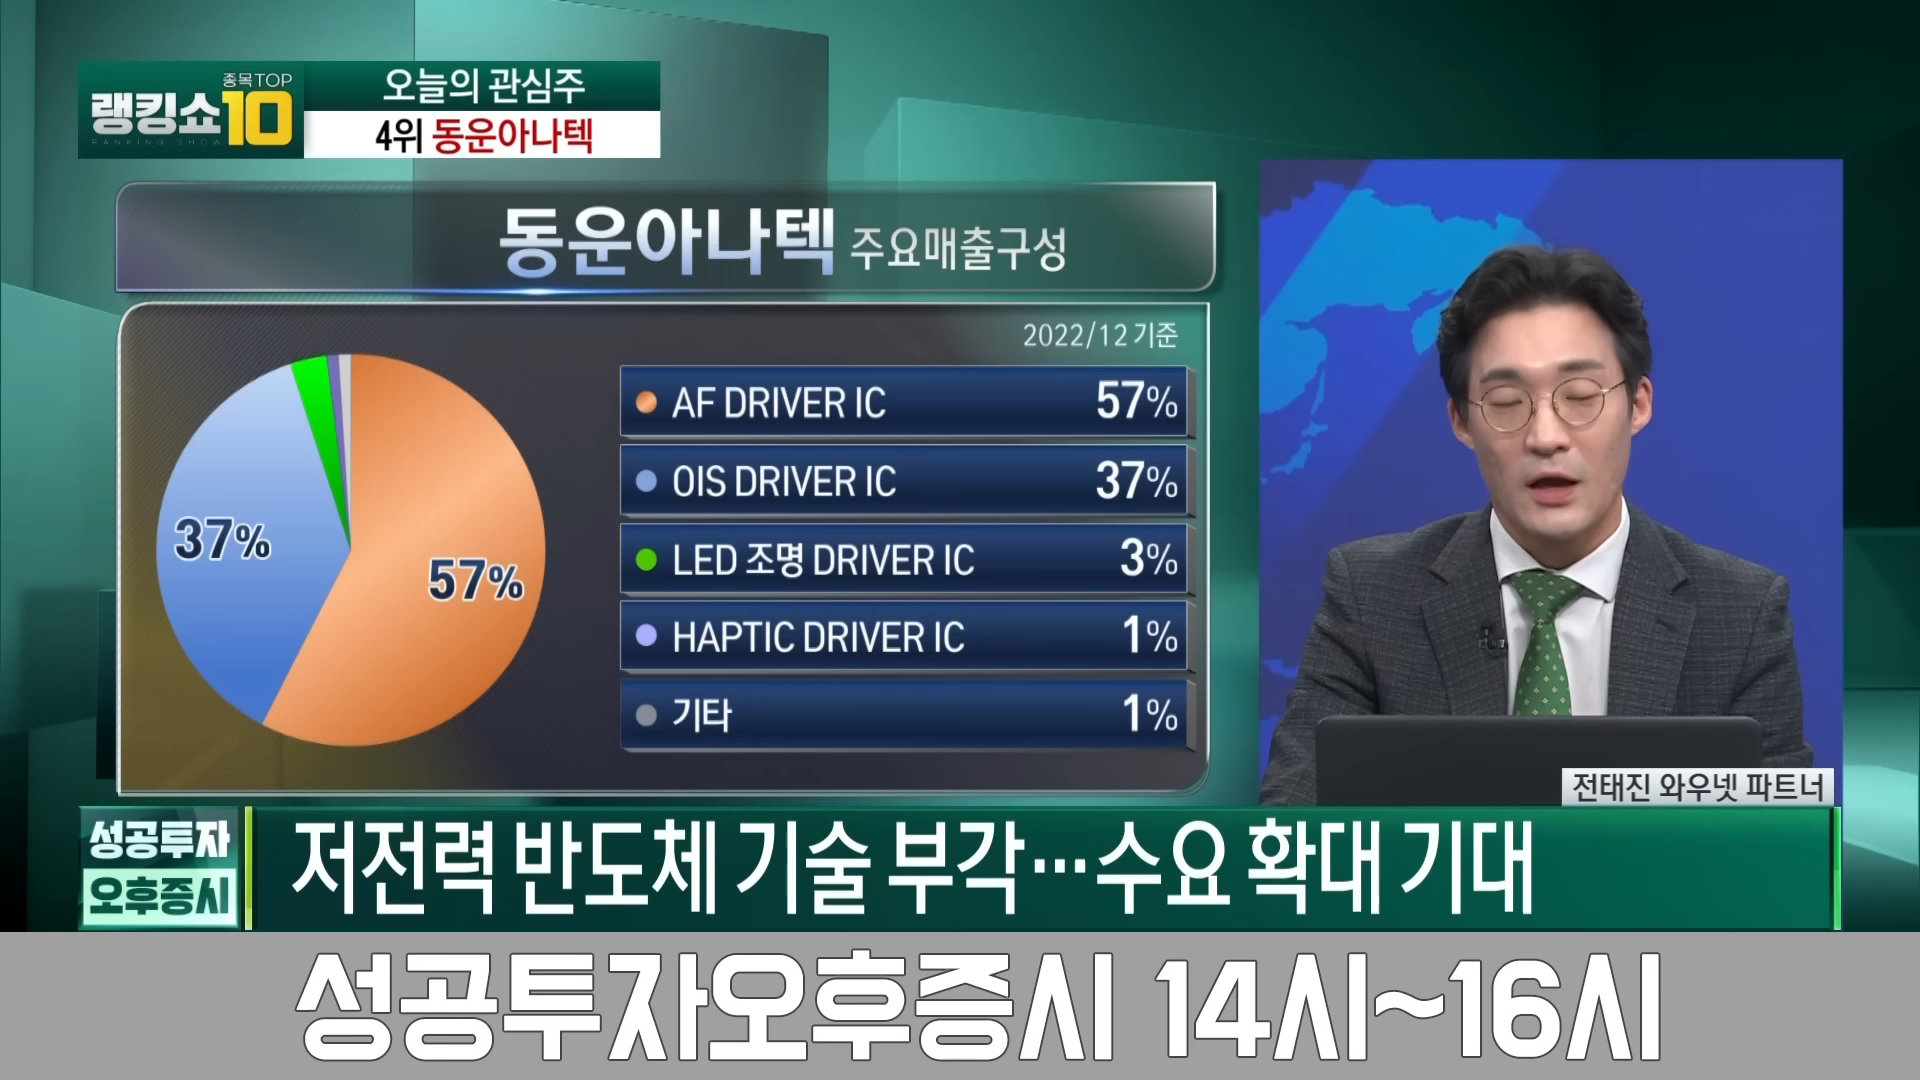 종목TOP
랭킹쇼10
RANKING SHOW
오늘의 관심주
4위 동운아나텍
동운아나텍 주요매출구성
2022/12 기준
37%
57%
AF DRIVER IC 57%
OIS DRIVER IC 37%
LED 조명 DRIVER IC 3%
HAPTIC DRIVER IC 1%
기타 1%
전태진 와우넷 파트너
성공투자
오후증시
저전력 반도체 기술 부각…수요 확대 기대
성공투자오후증시 14시~16시